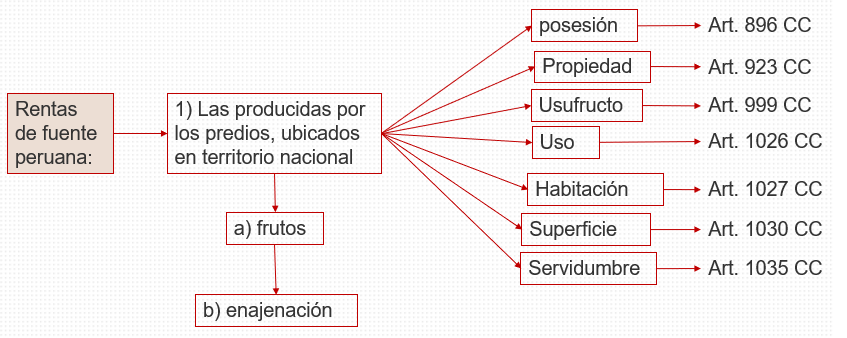 Rentas
de fuente
peruana:
1) Las producidas por
los predios, ubicados
en territorio nacional
a) frutos
b) enajenación
posesión
Art. 896 CC
Propiedad
Art. 923 CC
Usufructo
Art. 999 CC
Uso
Art. 1026 CC
Habitación
Art. 1027 CC
Superficie
Art. 1030 CC
Servidumbre
Art. 1035 CC